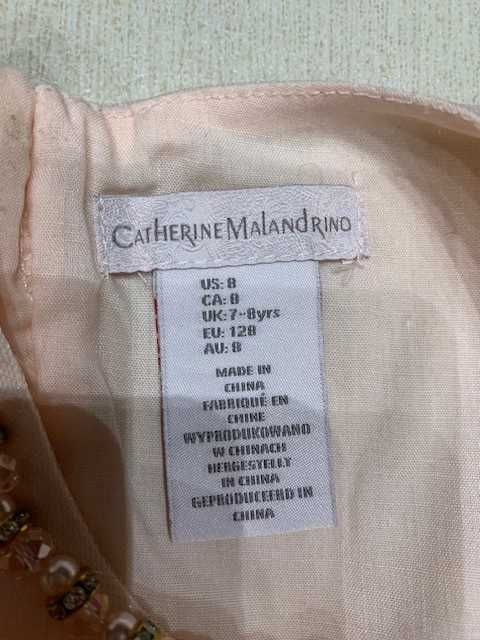 CATHERINE MALANDRINO
US: 8
CA: 8
UK: 7-8yrs
EU: 128
AU: 8
MADE IN
CHINA
FABRIQUÉ EN
CHINE
WYPRODUKOWANO
W CHINACH
HERGESTELLT
IN CHINA
GEPRODUCEERD IN
CHINA